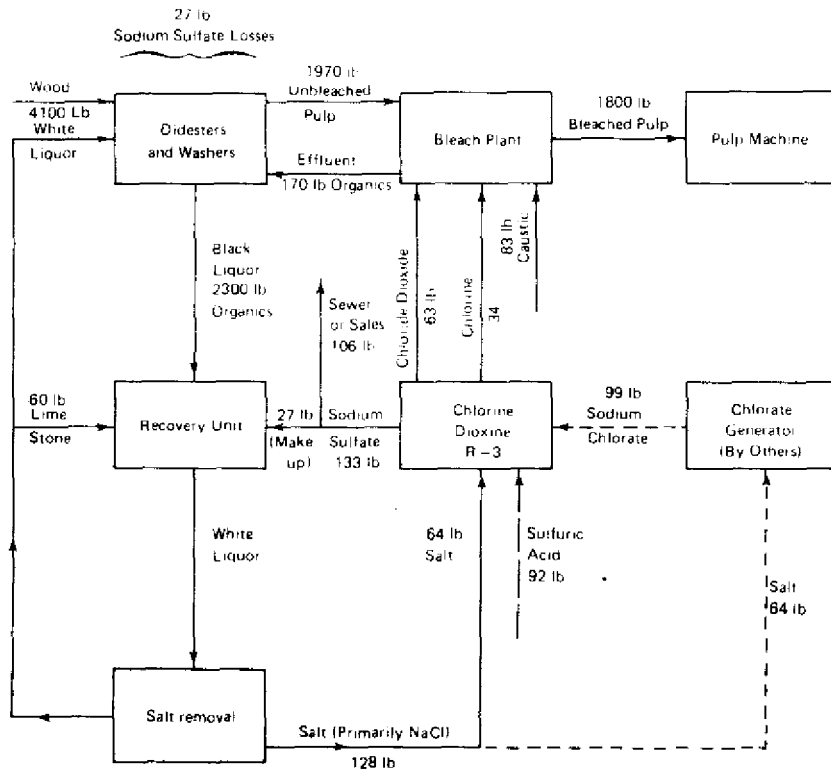 27 lb
Sodium Sulfate Losses
Wood
4100 Lb
White
Liquor
Didesters
and Washers
1970 lb
Unbleached
Pulp
Effluent
170 lb Organics
Bleach Plant
1800 lb
Bleached Pulp
Pulp Machine
Black
Liquor
2300 lb
Organics
Sewer
or Sales
106 lb
Chloride Dioxide
63 lb
Chlorine
34
83 lb
Caustic
60 lb
Lime
Stone
Recovery Unit
27 lb
(Make
up)
Sodium
Sulfate
133 lb
Chlorine
Dioxine
R-3
99 lb
Sodium
Chlorate
Chlorate
Generator
(By Others)
White
Liquor
64 lb
Salt
Sulfuric
Acid
92 lb
Salt
64 lb
Salt removal
Salt (Primarily NaCl)
128 lb